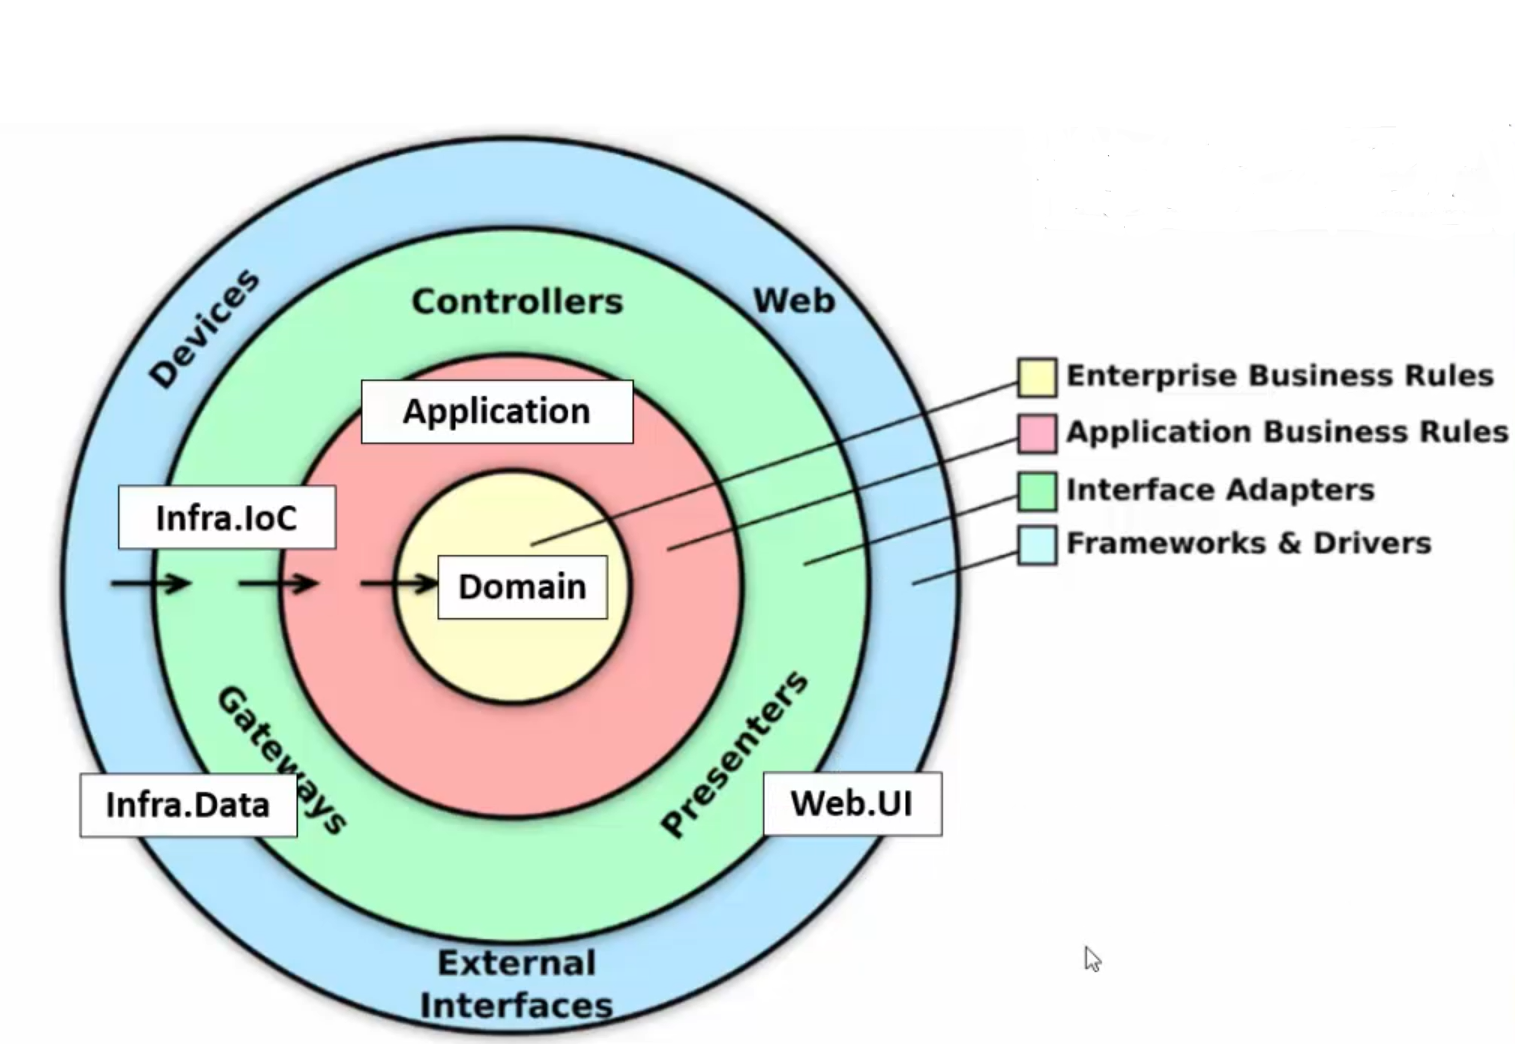 Devices
Controllers
Web
Application
Infra.IoC
Domain
Gateways
Presenters
Infra.Data
Web.UI
External
Interfaces
Enterprise Business Rules
Application Business Rules
Interface Adapters
Frameworks & Drivers